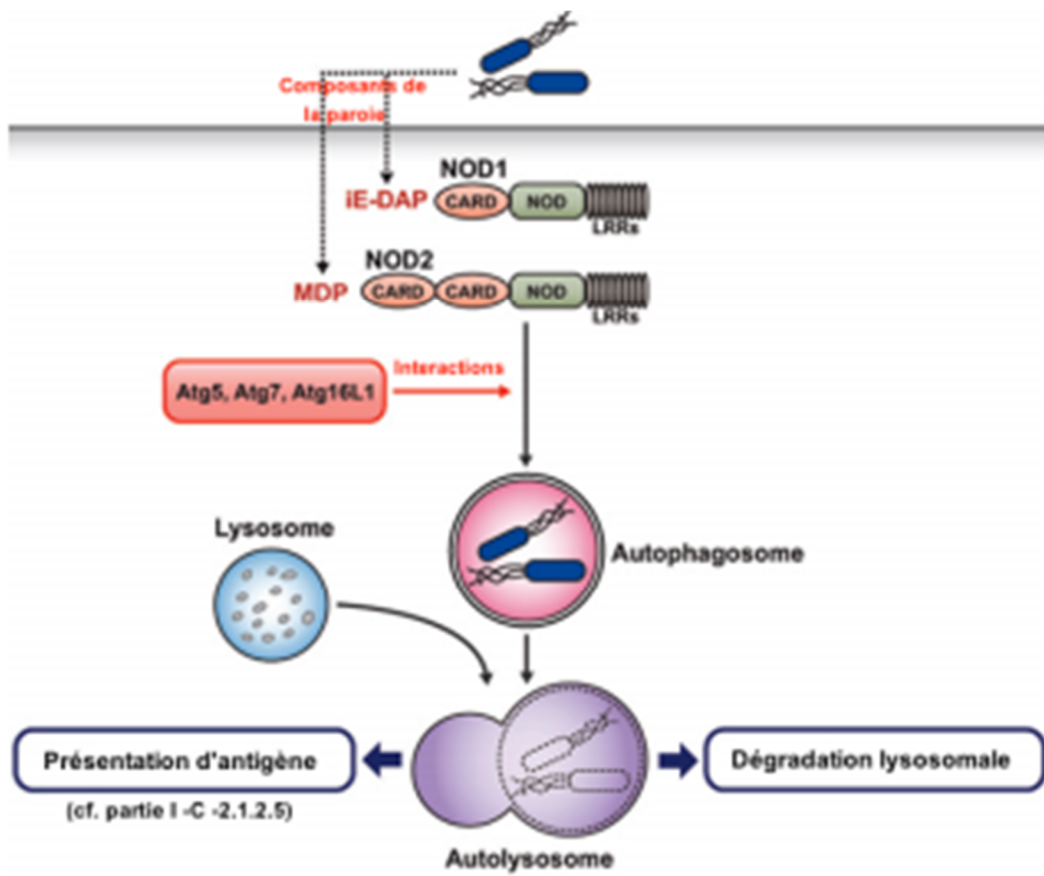 Composants de
la paroie
NOD1
iE-DAP
CARD
NOD
LRRs
NOD2
MDP
CARD
CARD
NOD
LRRs
Interactions
Atg5, Atg7, Atg16L1
Lysosome
Autophagosome
Présentation d'antigène
Dégradation lysosomale
(cf. partie I -C -2.1.2.5)
Autolysosome